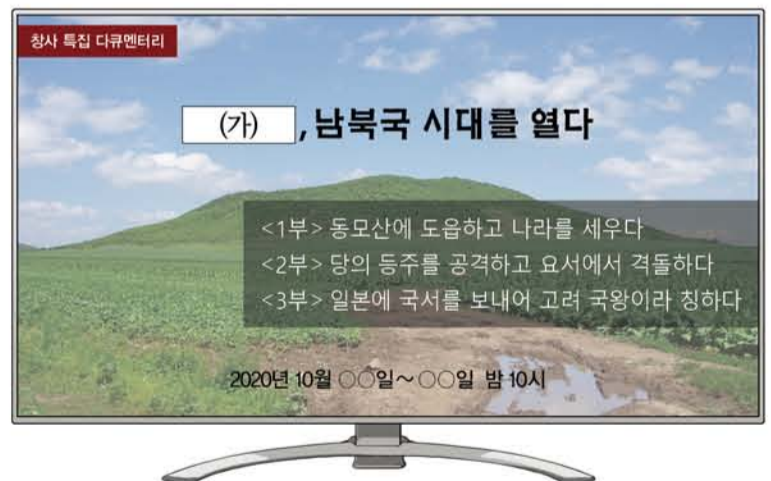 창사 특집 다큐멘터리
(가) , 남북국 시대를 열다
<1부> 동모산에 도읍하고 나라를 세우다
<2부> 당의 등주를 공격하고 요서에서 격돌하다
<3부> 일본에 국서를 보내어 고려 국왕이라 칭하다
2020년 10월 ○○일~○○일 밤 10시